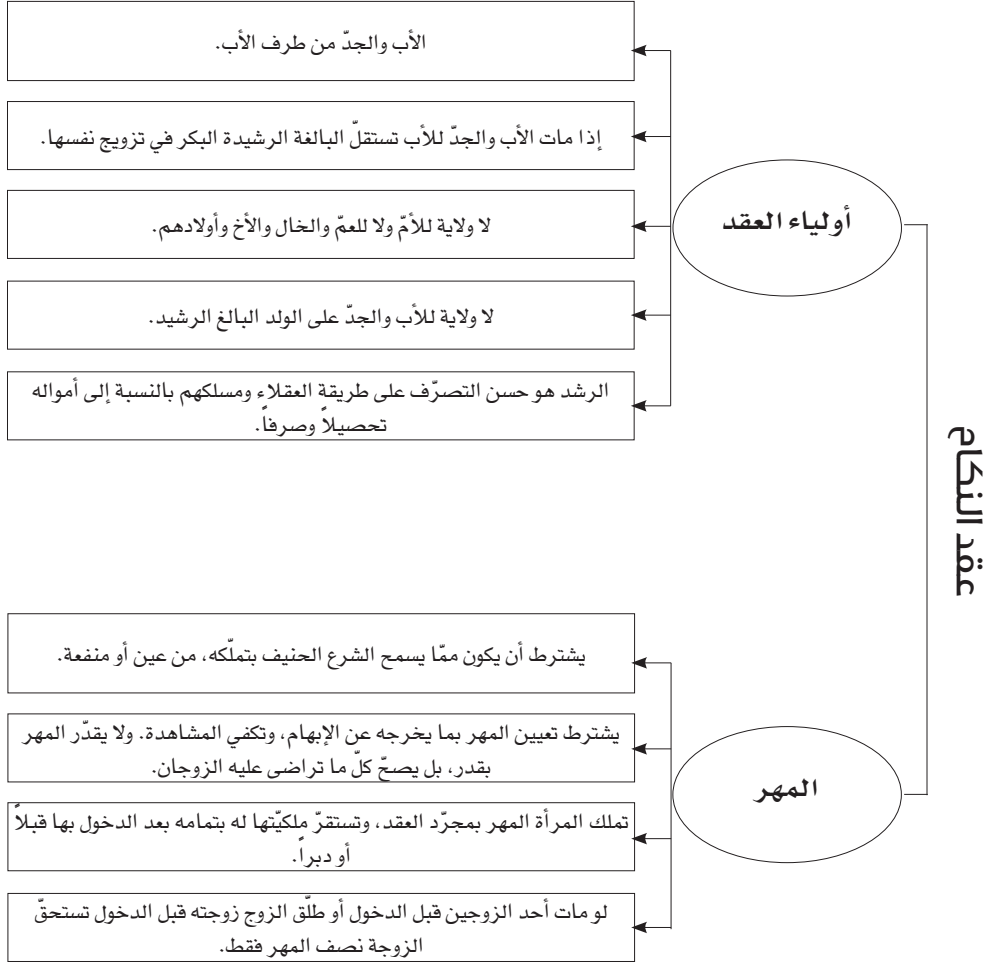 عقد النكاح
أولياء العقد
الأب والجدّ من طرف الأب.
إذا مات الأب والجدّ للأب تستقلّ البالغة الرشيدة البكر في تزويج نفسها.
لا ولاية للأمّ ولا للعمّ والخال والأخ وأولادهم.
لا ولاية للأب والجدّ على الولد البالغ الرشيد.
الرشد هو حسن التصرّف على طريقة العقلاء ومسلكهم بالنسبة إلى أمواله
تحصيلاً وصرفاً.
المهر
يشترط أن يكون ممّا يسمح الشرع الحنيف بتملّكه، من عين أو منفعة.
يشترط تعيين المهر بما يخرجه عن الإبهام، وتكفي المشاهدة. ولا يقدّر المهر
بقدر، بل يصحّ كلّ ما تراضى عليه الزوجان.
تملك المرأة المهر بمجرّد العقد، وتستقرّ ملكيّتها له بتمامه بعد الدخول بها قبلاً
أو دبراً.
لو مات أحد الزوجين قبل الدخول أو طلّق الزوج زوجته قبل الدخول تستحقّ
الزوجة نصف المهر فقط.